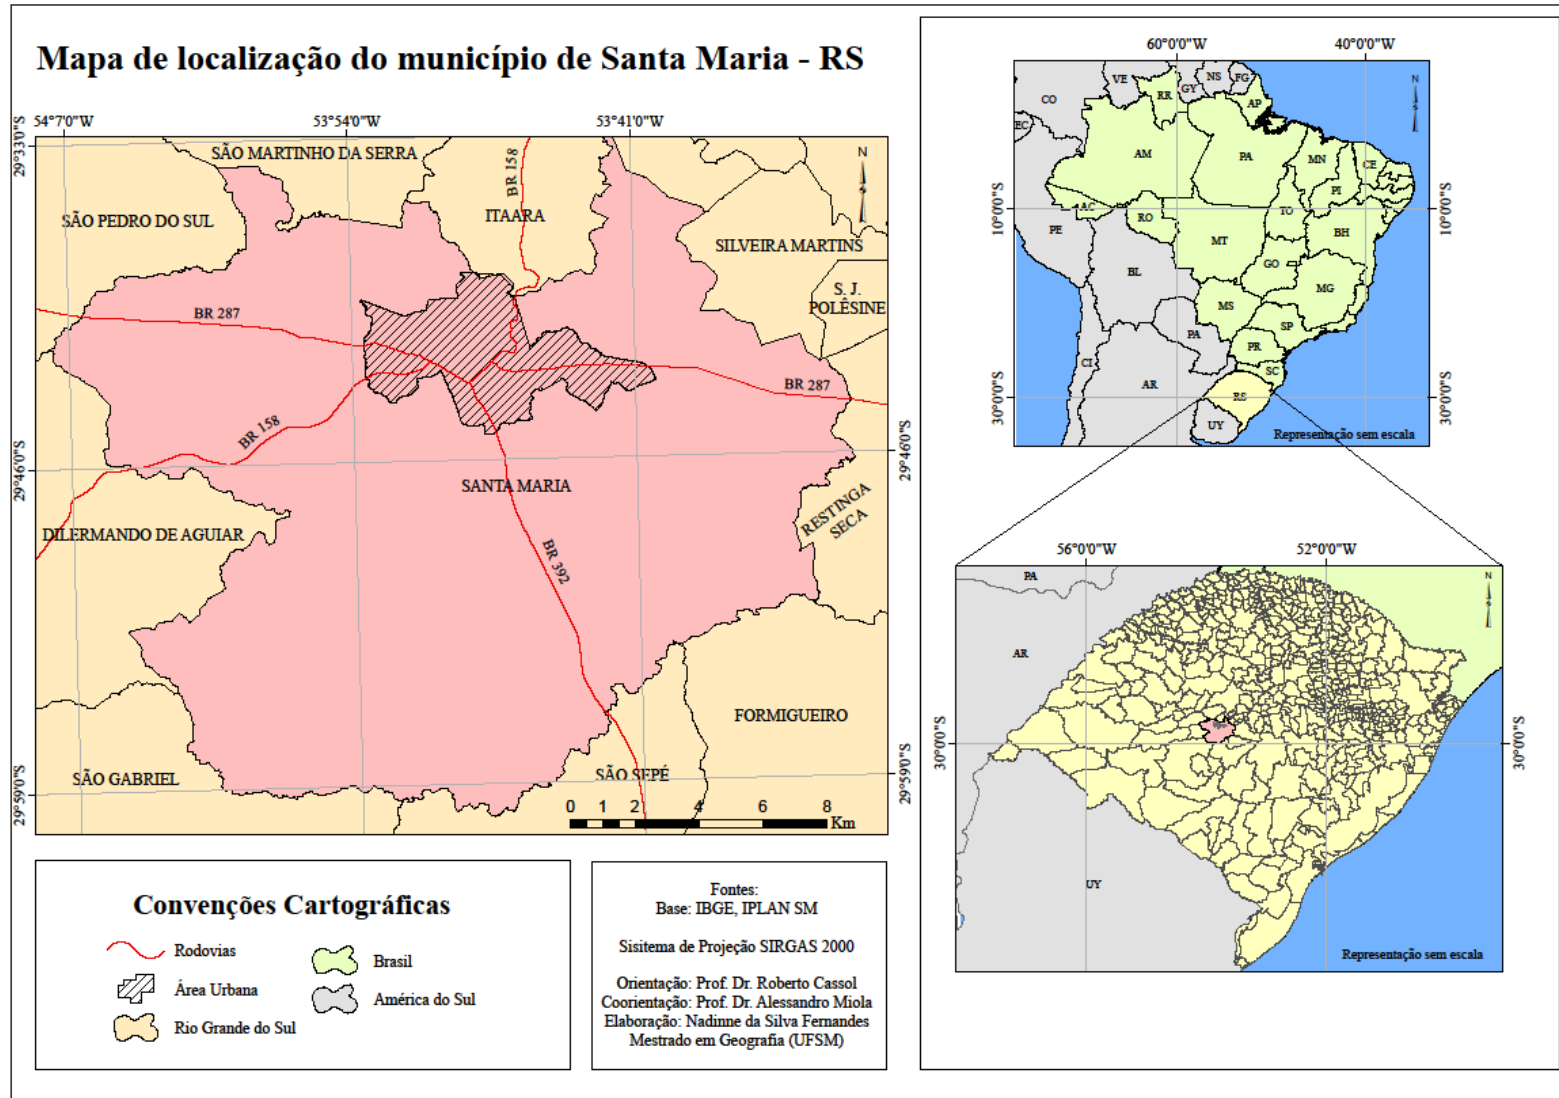 Mapa de localização do município de Santa Maria - RS
54°7'0"W
53°54'0"W
53°41'0"W
29°33'0"S
SÃO MARTINHO DA SERRA
BR 158
N
SÃO PEDRO DO SUL
ITAARA
SILVEIRA MARTINS
S. J.
POLÊSINE
BR 287
BR 287
BR 158
29°46'0"S
29°46'0"S
SANTA MARIA
RESTINGA
SECA
DILERMANDO DE AGUIAR
BR 392
FORMIGUEIRO
SÃO GABRIEL
SÃO SEPÉ
29°59'0"S
29°59'0"S
0 1 2 4 6 8
Km
Convenções Cartográficas
Rodovias
Área Urbana
Rio Grande do Sul
Brasil
América do Sul
Fontes:
Base: IBGE, IPLAN SM
Sisitema de Projeção SIRGAS 2000
Orientação: Prof. Dr. Roberto Cassol
Coorientação: Prof. Dr. Alessandro Miola
Elaboração: Nadinne da Silva Fernandes
Mestrado em Geografia (UFSM)
60°0'0"W
40°0'0"W
VE
NS
FG
N
CO
RR
GY
AP
EC
AM
PA
MN
CE
PI
AC
10°0'0"S
10°0'0"S
RO
TO
PE
MT
BH
BL
GO
MG
MS
SP
PA
PR
CI
SC
AR
RS
30°0'0"S
30°0'0"S
UY
Representação sem escala
56°0'0"W
52°0'0"W
PA
N
AR
30°0'0"S
30°0'0"S
UY
Representação sem escala